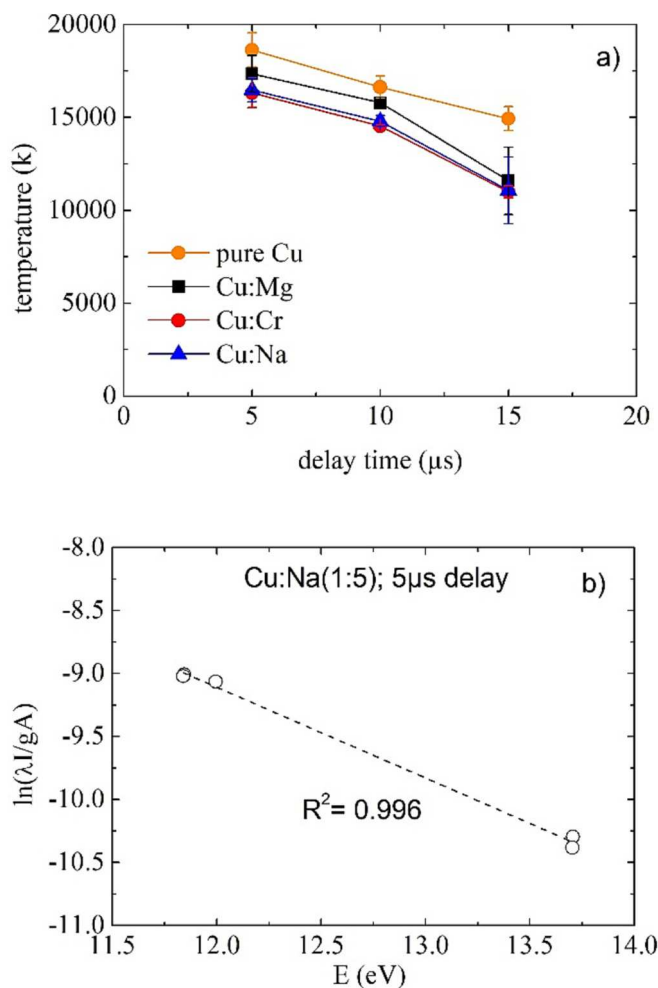 20000
a)
15000
10000
5000
0
temperature (k)
pure Cu
Cu:Mg
Cu:Cr
Cu:Na
0 5 10 15 20
delay time (µs)
-8.0
Cu:Na(1:5); 5µs delay b)
-8.5
-9.0
-9.5
-10.0
-10.5
-11.0
ln(λI/gA)
R²= 0.996
11.5 12.0 12.5 13.0 13.5 14.0
E (eV)